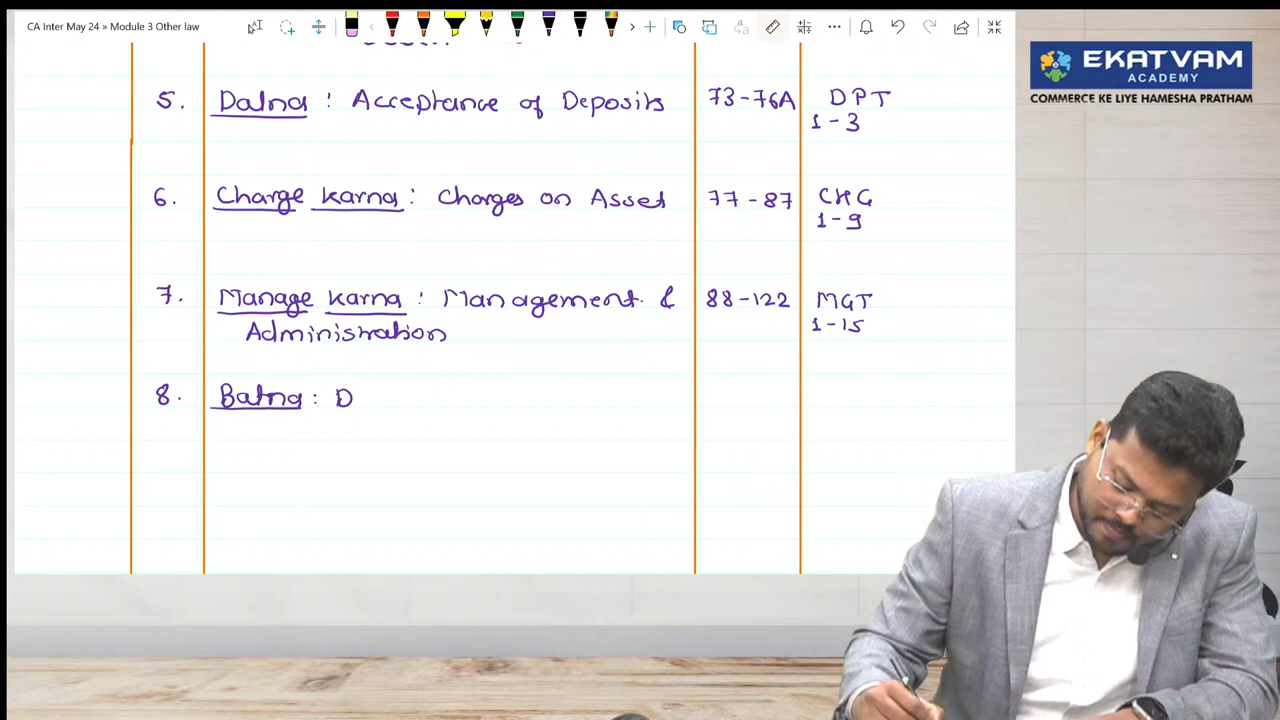 CA Inter May 24 » Module 3 Other law
EKATVAM
ACADEMY
COMMERCE KE LIYE HAMESHA PRATHAM
5. Dalna : Acceptance of Deposits 73-76A DPT
1-3
6. Charge karna : Charges on Asset 77-87 CHG
1-9
7. Manage karna : Management & 88-122 MGT
Administration 1-15
8. Batna : D